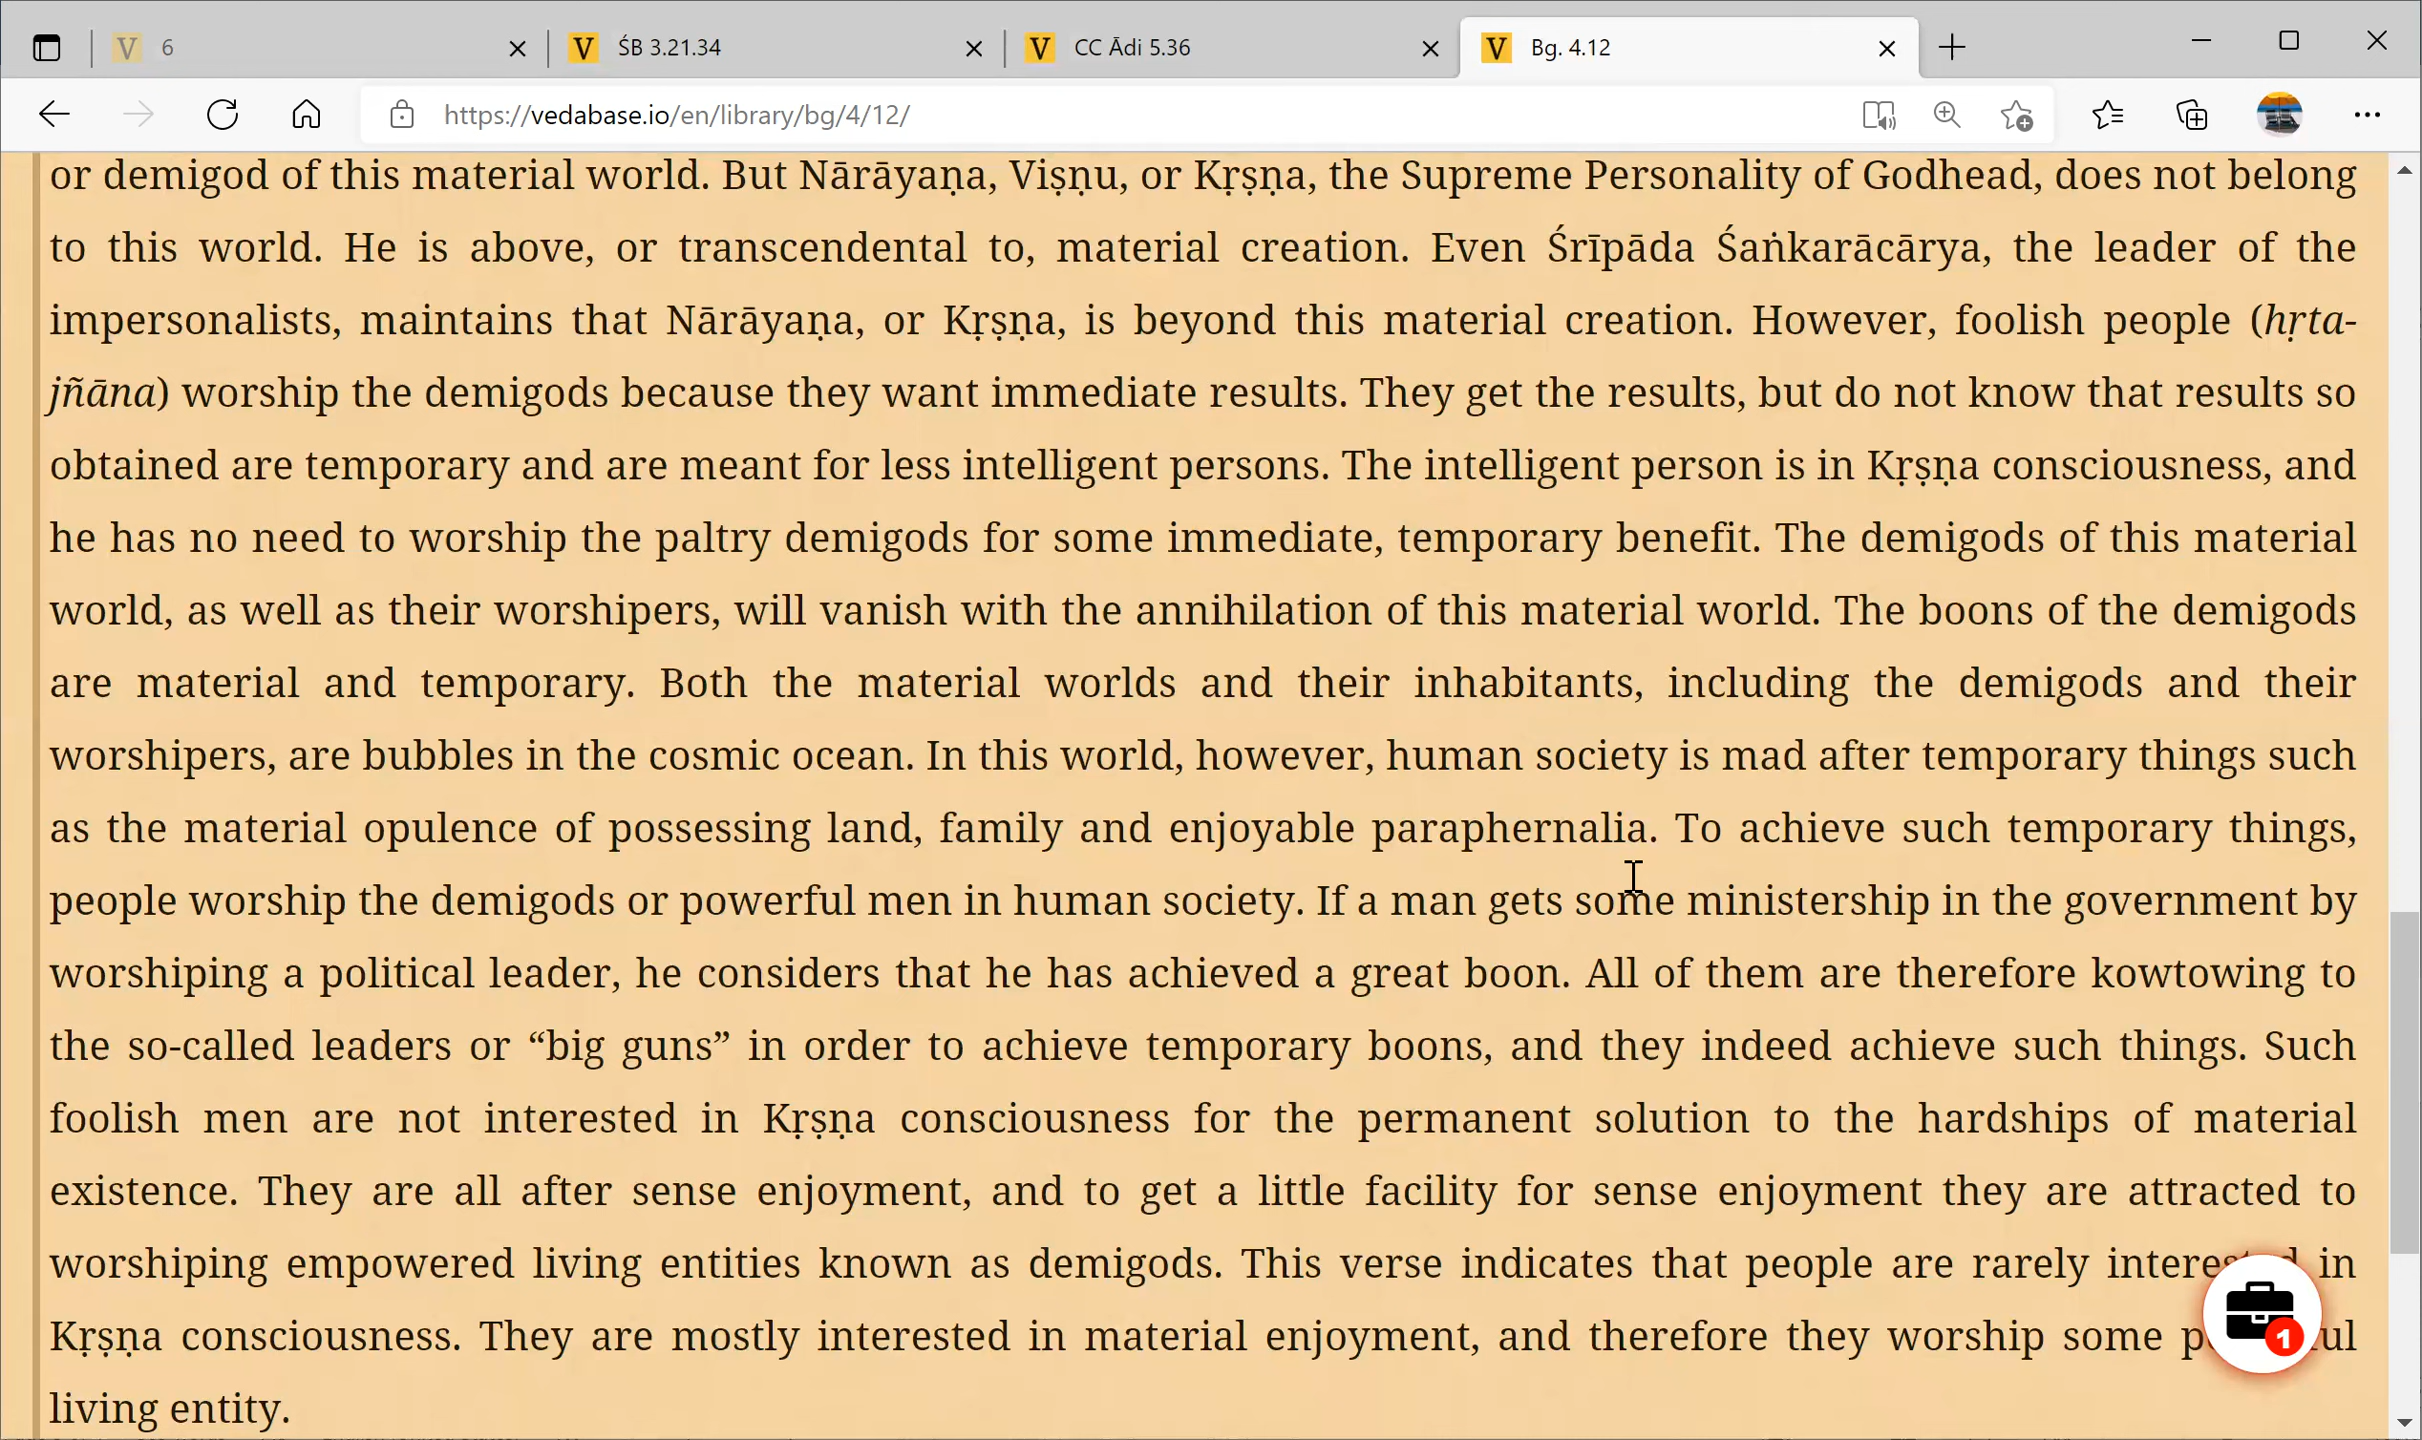 6
ŚB 3.21.34
CC Ādi 5.36
Bg. 4.12
https://vedabase.io/en/library/bg/4/12/
or demigod of this material world. But Nārāyaṇa, Viṣṇu, or Kṛṣṇa, the Supreme Personality of Godhead, does not belong
to this world. He is above, or transcendental to, material creation. Even Śrīpāda Śaṅkarācārya, the leader of the
impersonalists, maintains that Nārāyaṇa, or Kṛṣṇa, is beyond this material creation. However, foolish people (hṛta-
jñāna) worship the demigods because they want immediate results. They get the results, but do not know that results so
obtained are temporary and are meant for less intelligent persons. The intelligent person is in Kṛṣṇa consciousness, and
he has no need to worship the paltry demigods for some immediate, temporary benefit. The demigods of this material
world, as well as their worshipers, will vanish with the annihilation of this material world. The boons of the demigods
are material and temporary. Both the material worlds and their inhabitants, including the demigods and their
worshipers, are bubbles in the cosmic ocean. In this world, however, human society is mad after temporary things such
as the material opulence of possessing land, family and enjoyable paraphernalia. To achieve such temporary things,
people worship the demigods or powerful men in human society. If a man gets some ministership in the government by
worshiping a political leader, he considers that he has achieved a great boon. All of them are therefore kowtowing to
the so-called leaders or “big guns” in order to achieve temporary boons, and they indeed achieve such things. Such
foolish men are not interested in Kṛṣṇa consciousness for the permanent solution to the hardships of material
existence. They are all after sense enjoyment, and to get a little facility for sense enjoyment they are attracted to
worshiping empowered living entities known as demigods. This verse indicates that people are rarely interested in
Kṛṣṇa consciousness. They are mostly interested in material enjoyment, and therefore they worship some
living entity.
1